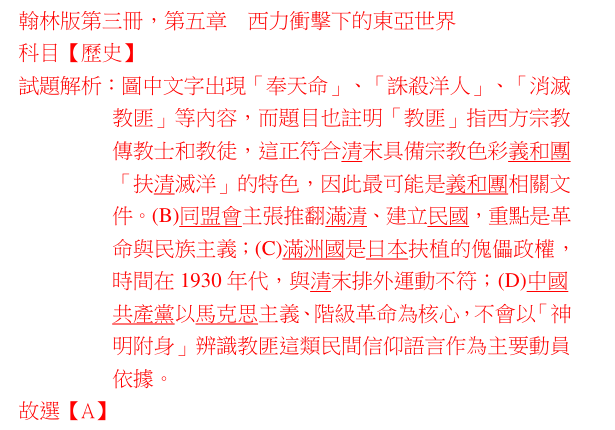 翰林版第三冊，第五章　西力衝擊下的東亞世界
科目【歷史】
試題解析：圖中文字出現「奉天命」、「誅殺洋人」、「消滅
教匪」等內容，而題目也註明「教匪」指西方宗教
傳教士和教徒，這正符合清末具備宗教色彩義和團
「扶清滅洋」的特色，因此最可能是義和團相關文
件。(B)同盟會主張推翻滿清、建立民國，重點是革
命與民族主義；(C)滿洲國是日本扶植的傀儡政權，
時間在 1930 年代，與清末排外運動不符；(D)中國
共產黨以馬克思主義、階級革命為核心，不會以「神
明附身」辨識教匪這類民間信仰語言作為主要動員
依據。
故選【A】